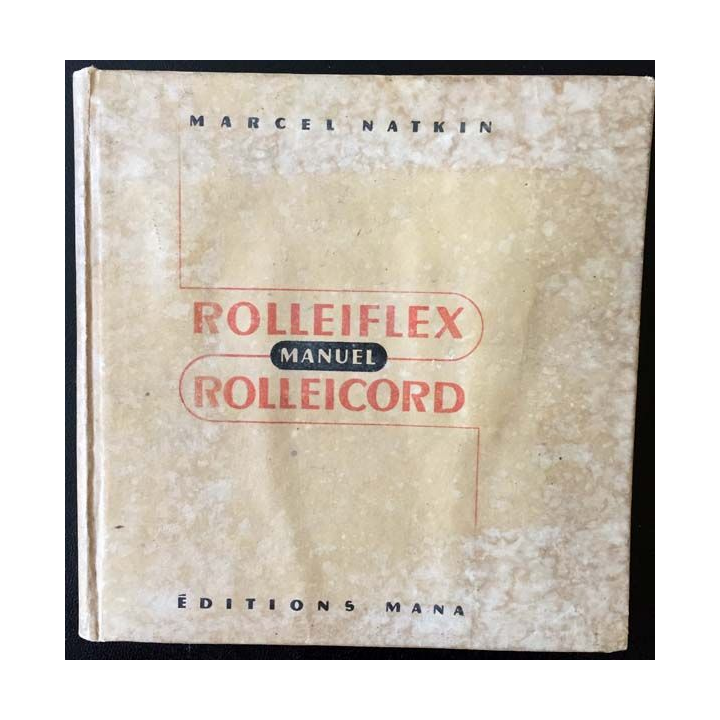 MARCEL NATKIN
ROLLEIFLEX
MANUEL
ROLLEICORD
ÉDITIONS MANA